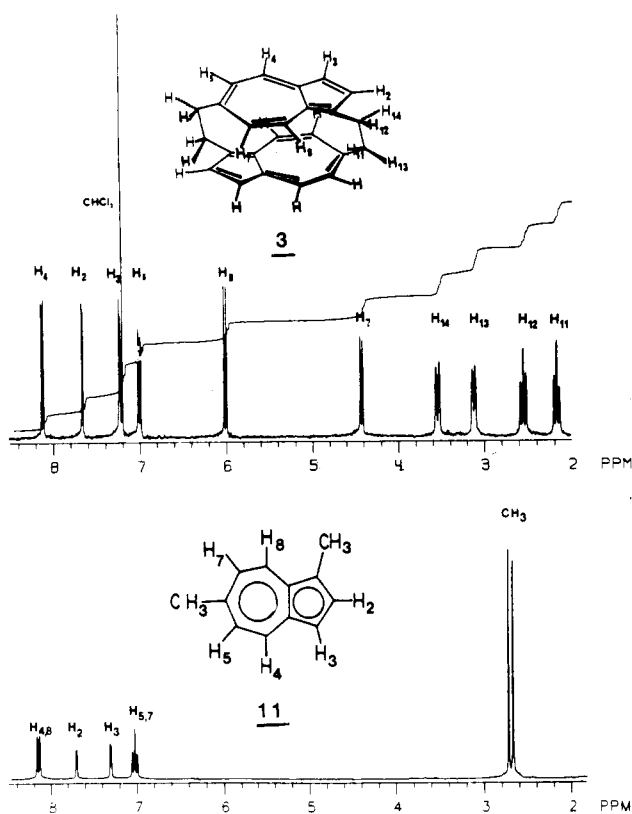 H4
H3
H5
H2
H
H14
H12
H
H
H8
H
H
H11
H13
H
H
H
H
CHCl3
3
H4 H2 H3 H5 H8 H7 H14 H13 H12 H11
8 7 6 5 4 3 2 PPM
CH3
H8 CH3
H7
CH3 H2
H5 H3
H4
11
H4,8 H2 H3 H5,7
8 7 6 5 4 3 2 PPM